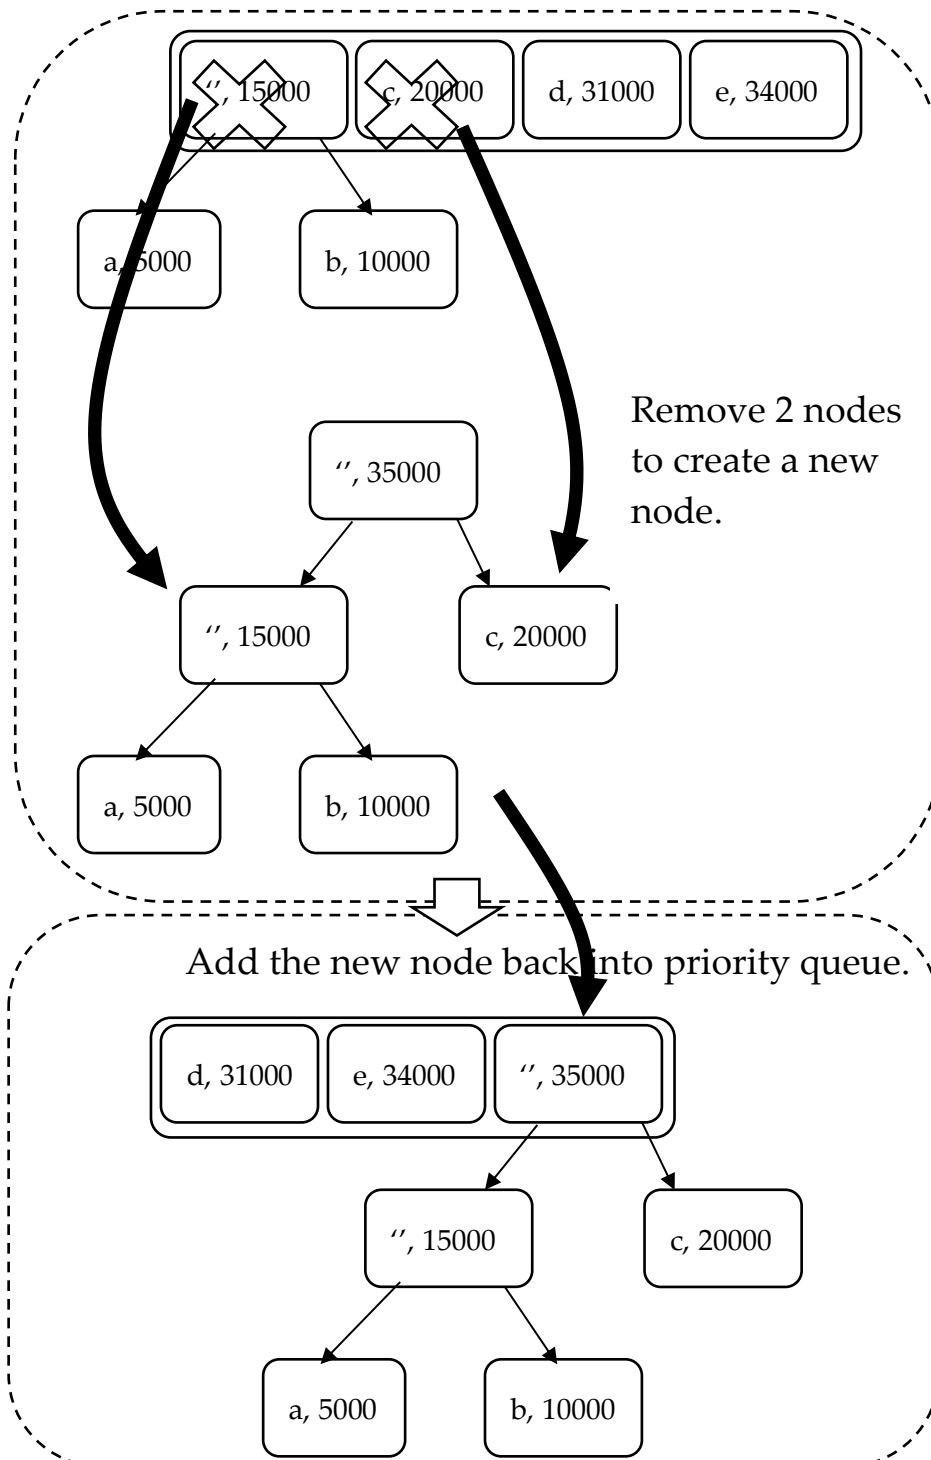 ‘’, 15000 c, 20000 d, 31000 e, 34000
a, 5000 b, 10000
Remove 2 nodes
to create a new
node.
‘’, 35000
‘’, 15000 c, 20000
a, 5000 b, 10000
Add the new node back into priority queue.
d, 31000 e, 34000 ‘’, 35000
‘’, 15000 c, 20000
a, 5000 b, 10000